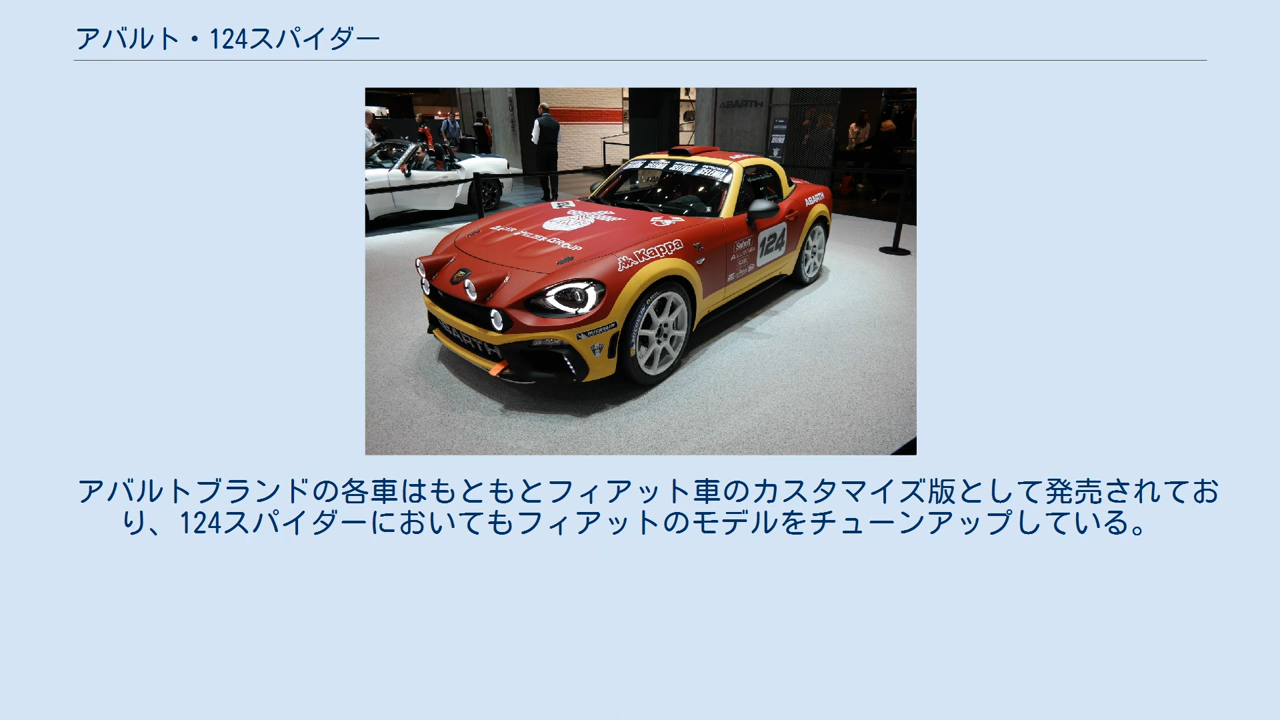 アバルト・124スパイダー
ABARTH
ABARTH
Kappa
124
ABARTH
アバルトブランドの各車はもともとフィアット車のカスタマイズ版として発売されてお
り、124スパイダーにおいてもフィアットのモデルをチューンアップしている。